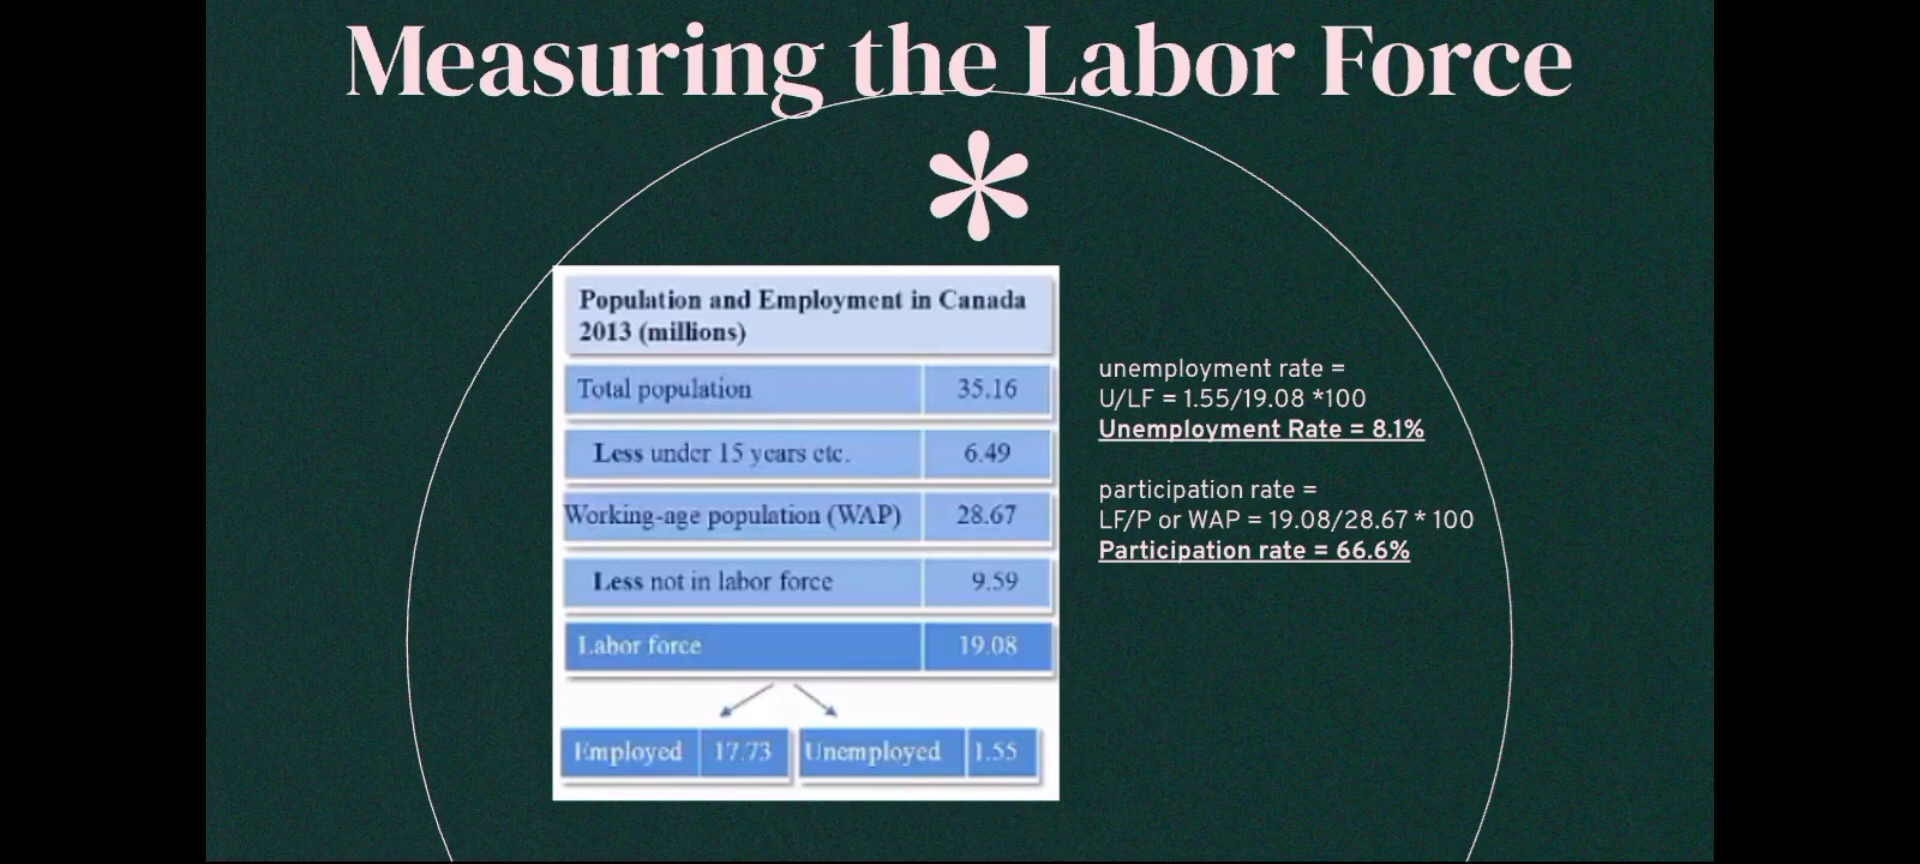 Measuring the Labor Force
Population and Employment in Canada
2013 (millions)
Total population 35.16
Less under 15 years etc. 6.49
Working-age population (WAP) 28.67
Less not in labor force 9.59
Labor force 19.08
Employed 17.73 Unemployed 1.55
unemployment rate =
U/LF = 1.55/19.08 *100
Unemployment Rate = 8.1%
participation rate =
LF/P or WAP = 19.08/28.67 * 100
Participation rate = 66.6%